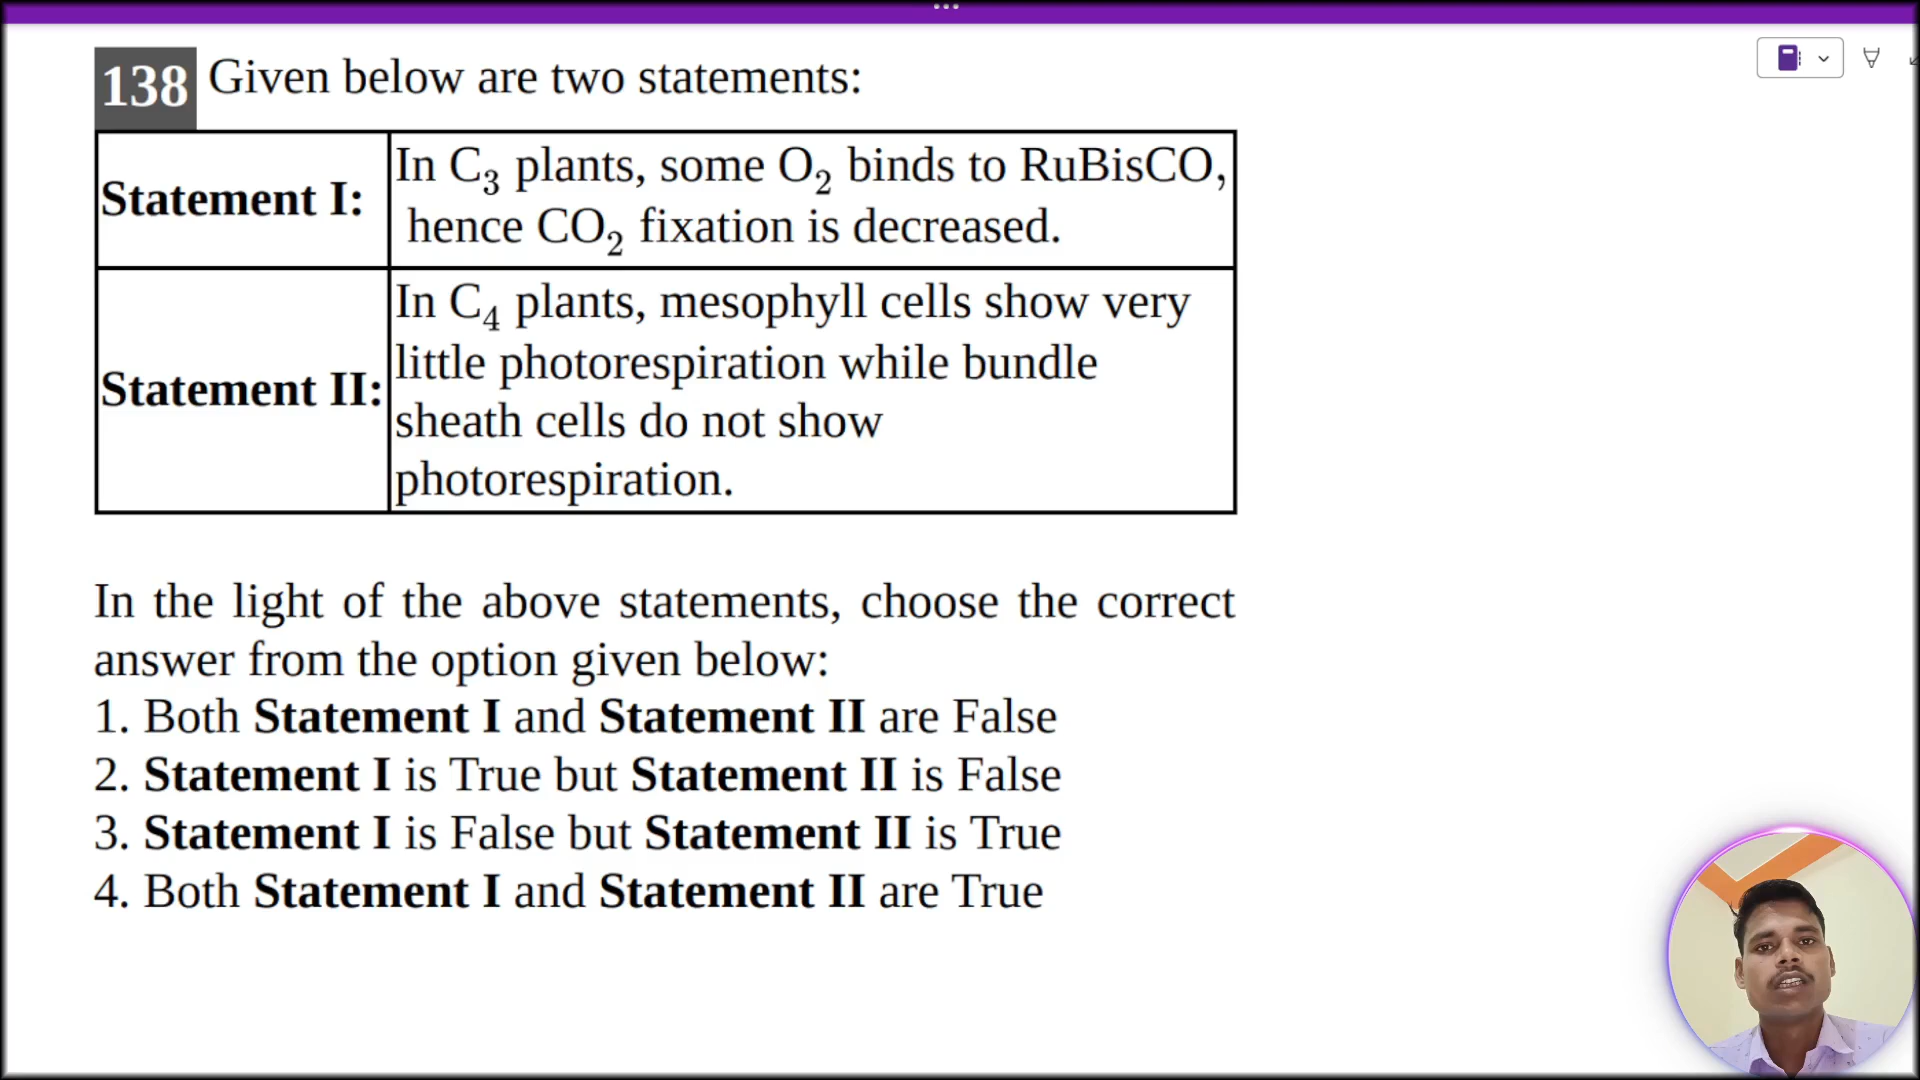 138 Given below are two statements:
Statement I:
In C₃ plants, some O₂ binds to RuBisCO,
hence CO₂ fixation is decreased.
Statement II:
In C₄ plants, mesophyll cells show very
little photorespiration while bundle
sheath cells do not show
photorespiration.
In the light of the above statements, choose the correct
answer from the option given below:
1. Both Statement I and Statement II are False
2. Statement I is True but Statement II is False
3. Statement I is False but Statement II is True
4. Both Statement I and Statement II are True